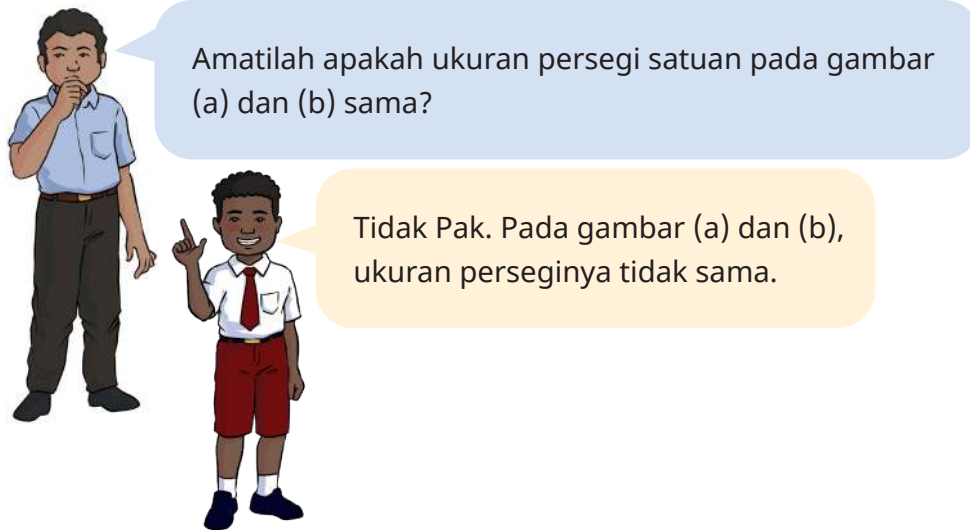 Amatilah apakah ukuran persegi satuan pada gambar
(a) dan (b) sama?
Tidak Pak. Pada gambar (a) dan (b),
ukuran perseginya tidak sama.